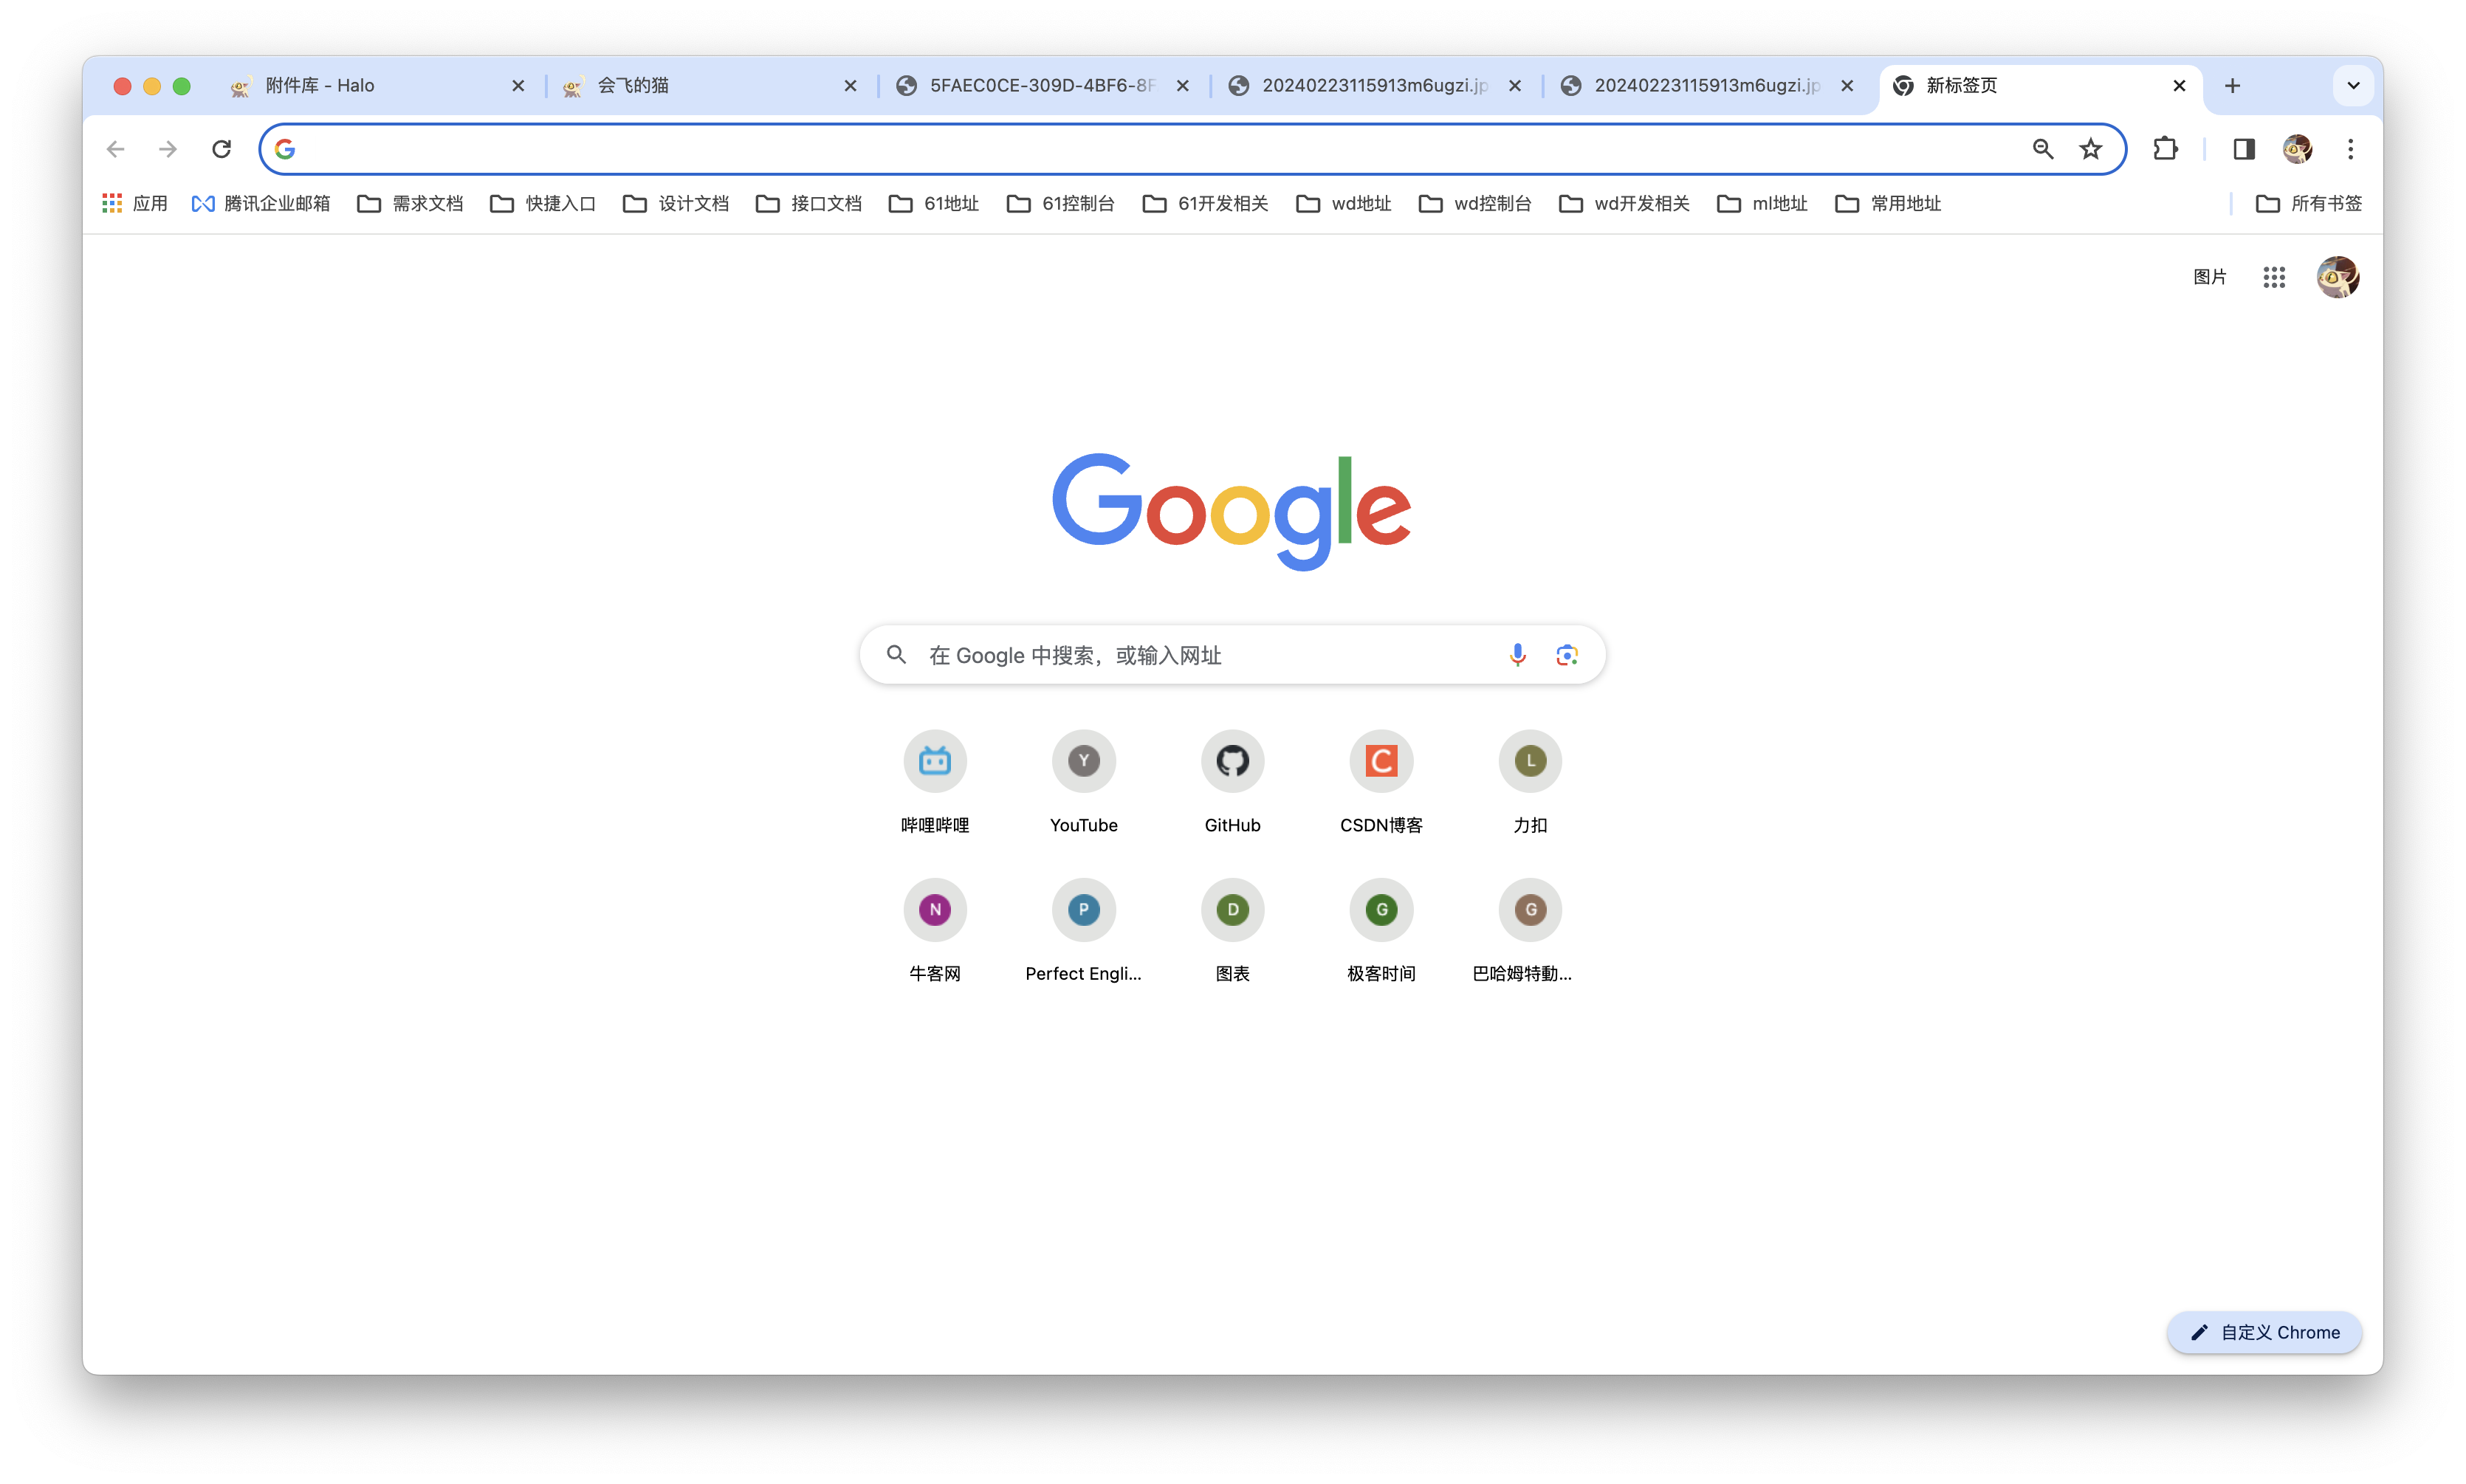 附件库 - Halo
会飞的猫
5FAEC0CE-309D-4BF6-8F
20240223115913m6ugzi.jp
20240223115913m6ugzi.jp
新标签页
应用 腾讯企业邮箱 需求文档 快捷入口 设计文档 接口文档 61地址 61控制台 61开发相关 wd地址 wd控制台 wd开发相关 ml地址 常用地址 所有书签
图片
Google
在 Google 中搜索，或输入网址
Y C L
哔哩哔哩 YouTube GitHub CSDN博客 力扣
N P D G G
牛客网 Perfect Engli... 图表 极客时间 巴哈姆特動...
自定义 Chrome